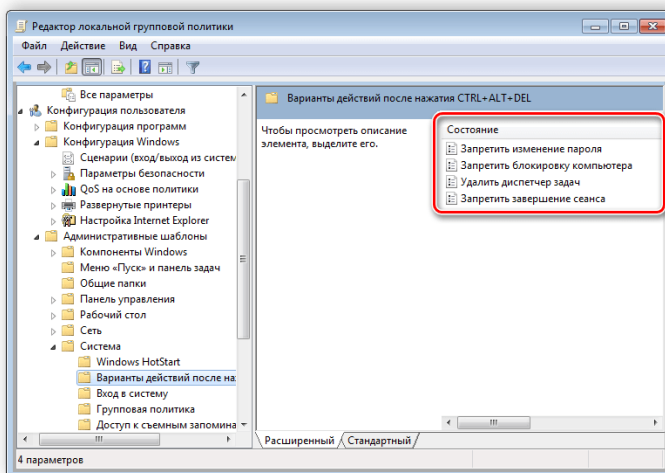 Редактор локальной групповой политики
Файл Действие Вид Справка
Все параметры
Конфигурация пользователя
Конфигурация программ
Конфигурация Windows
Сценарии (вход/выход из систем
Параметры безопасности
QoS на основе политики
Развернутые принтеры
Настройка Internet Explorer
Административные шаблоны
Компоненты Windows
Меню «Пуск» и панель задач
Общие папки
Панель управления
Рабочий стол
Сеть
Система
Windows HotStart
Варианты действий после на
Вход в систему
Групповая политика
Доступ к съемным запомина
Варианты действий после нажатия CTRL+ALT+DEL
Чтобы просмотреть описание
элемента, выделите его.
Состояние
Запретить изменение пароля
Запретить блокировку компьютера
Удалить диспетчер задач
Запретить завершение сеанса
Расширенный Стандартный
4 параметров